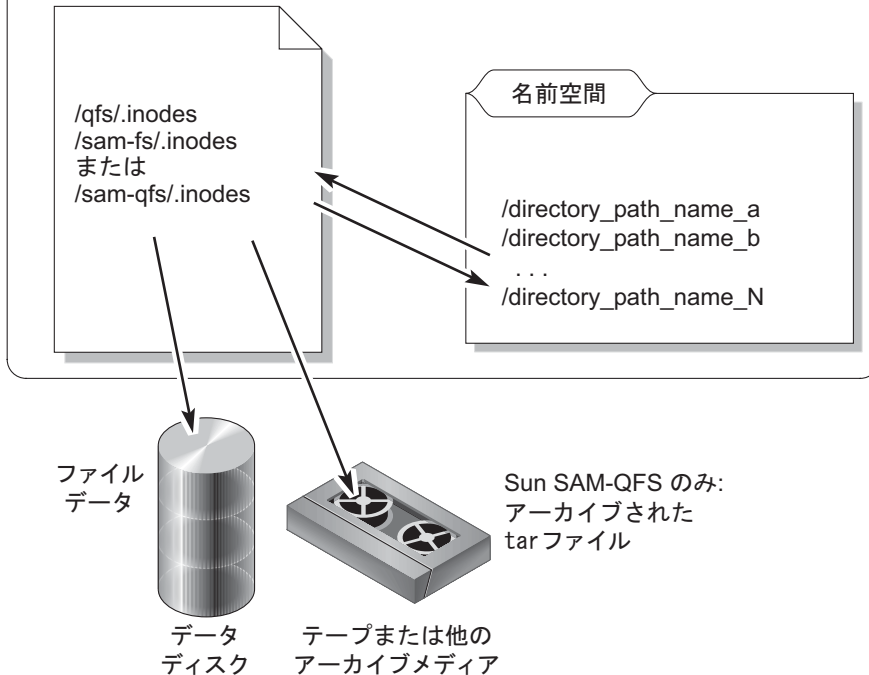 /qfs/.inodes
/sam-fs/.inodes
または
/sam-qfs/.inodes
名前空間
/directory_path_name_a
/directory_path_name_b
. . .
/directory_path_name_N
ファイル
データ
Sun SAM-QFS のみ:
アーカイブされた
tarファイル
データ
ディスク
テープまたは他の
アーカイブメディア